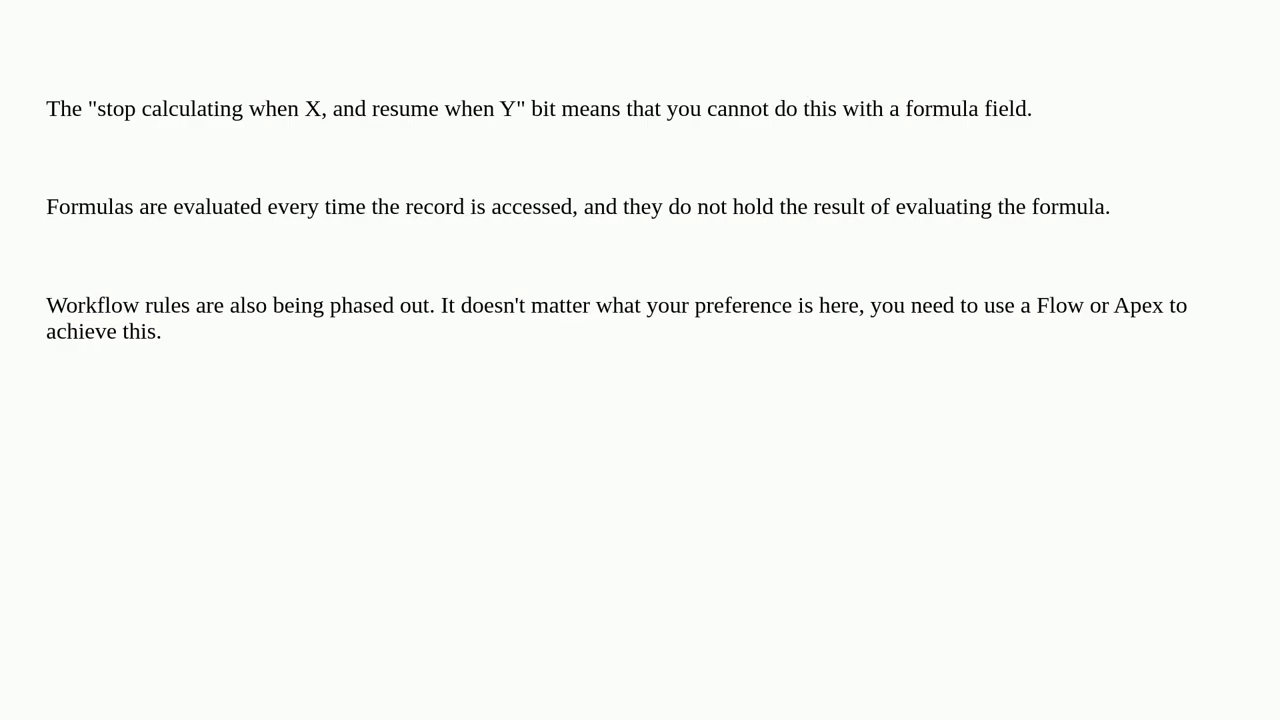 The "stop calculating when X, and resume when Y" bit means that you cannot do this with a formula field.
Formulas are evaluated every time the record is accessed, and they do not hold the result of evaluating the formula.
Workflow rules are also being phased out. It doesn't matter what your preference is here, you need to use a Flow or Apex to
achieve this.